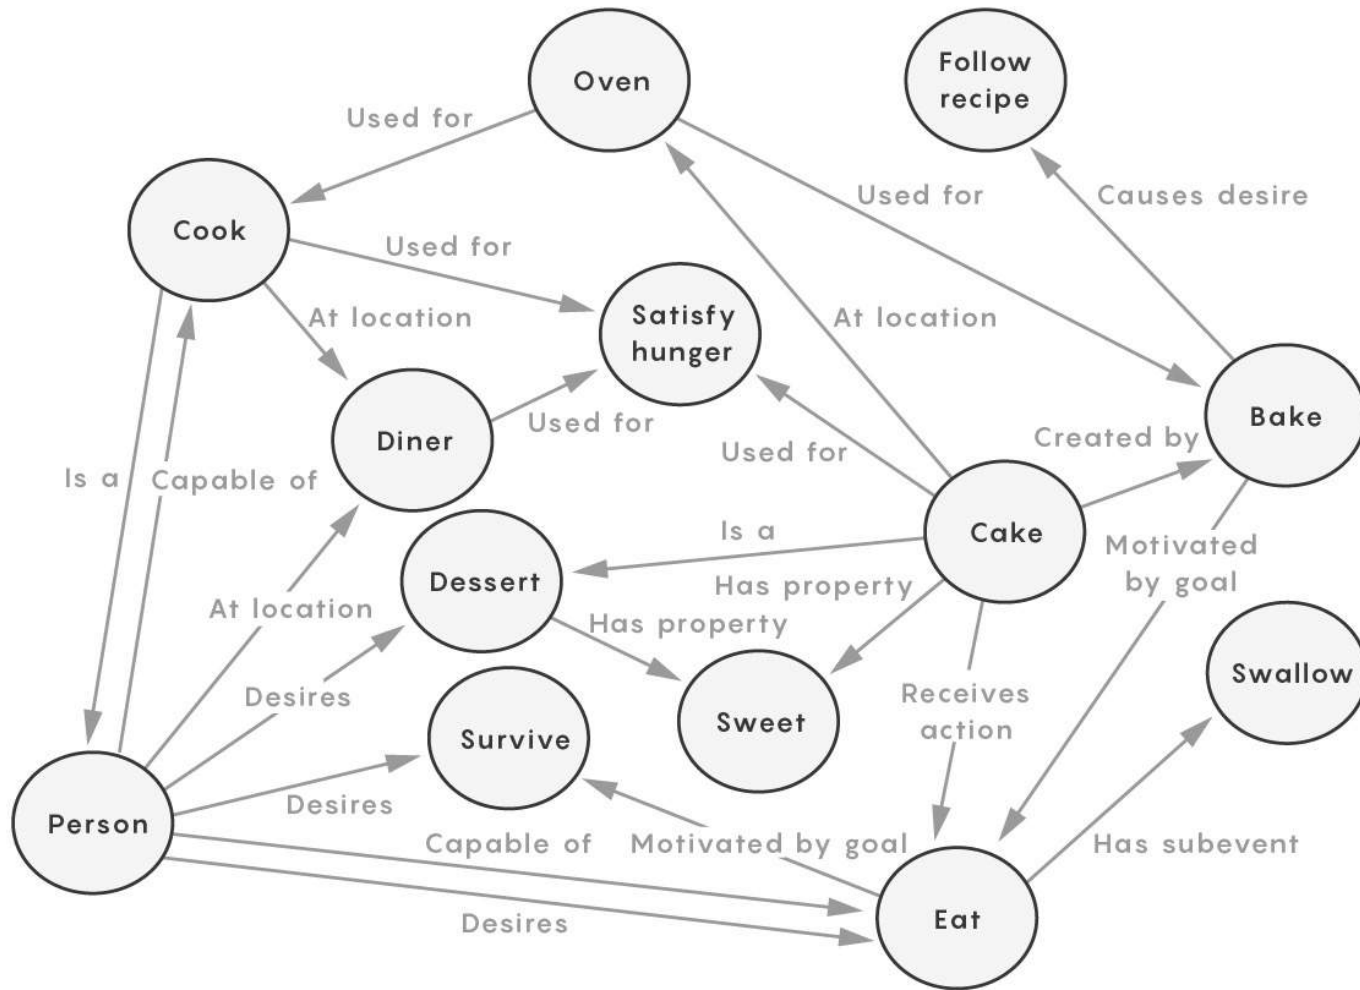 Oven
Follow
recipe
Used for
Used for
Causes desire
Cook
Used for
At location
At location
Satisfy
hunger
Bake
Diner
Used for
Used for
Created by
Is a
Capable of
Is a
Cake
Motivated
by goal
Dessert
Has property
At location
Has property
Swallow
Desires
Receives
action
Survive
Sweet
Person
Desires
Capable of
Motivated by goal
Has subevent
Desires
Eat